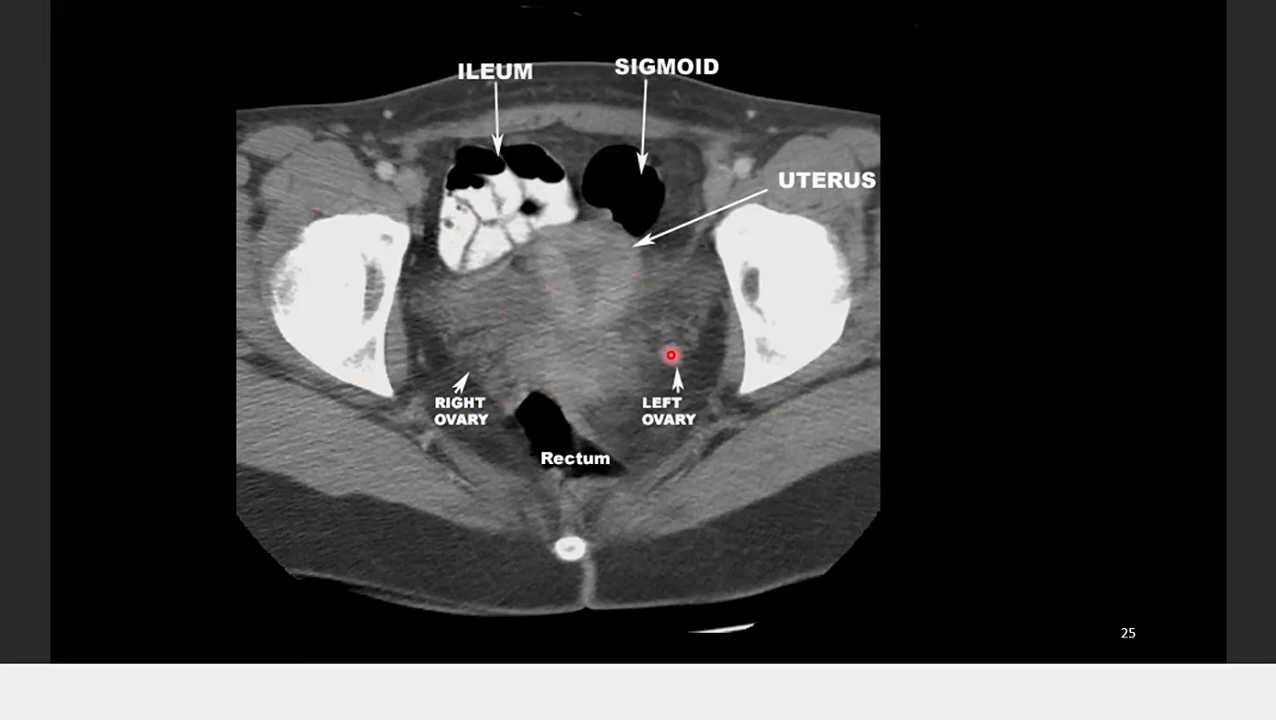 ILEUM
SIGMOID
UTERUS
RIGHT
OVARY
LEFT
OVARY
Rectum
25